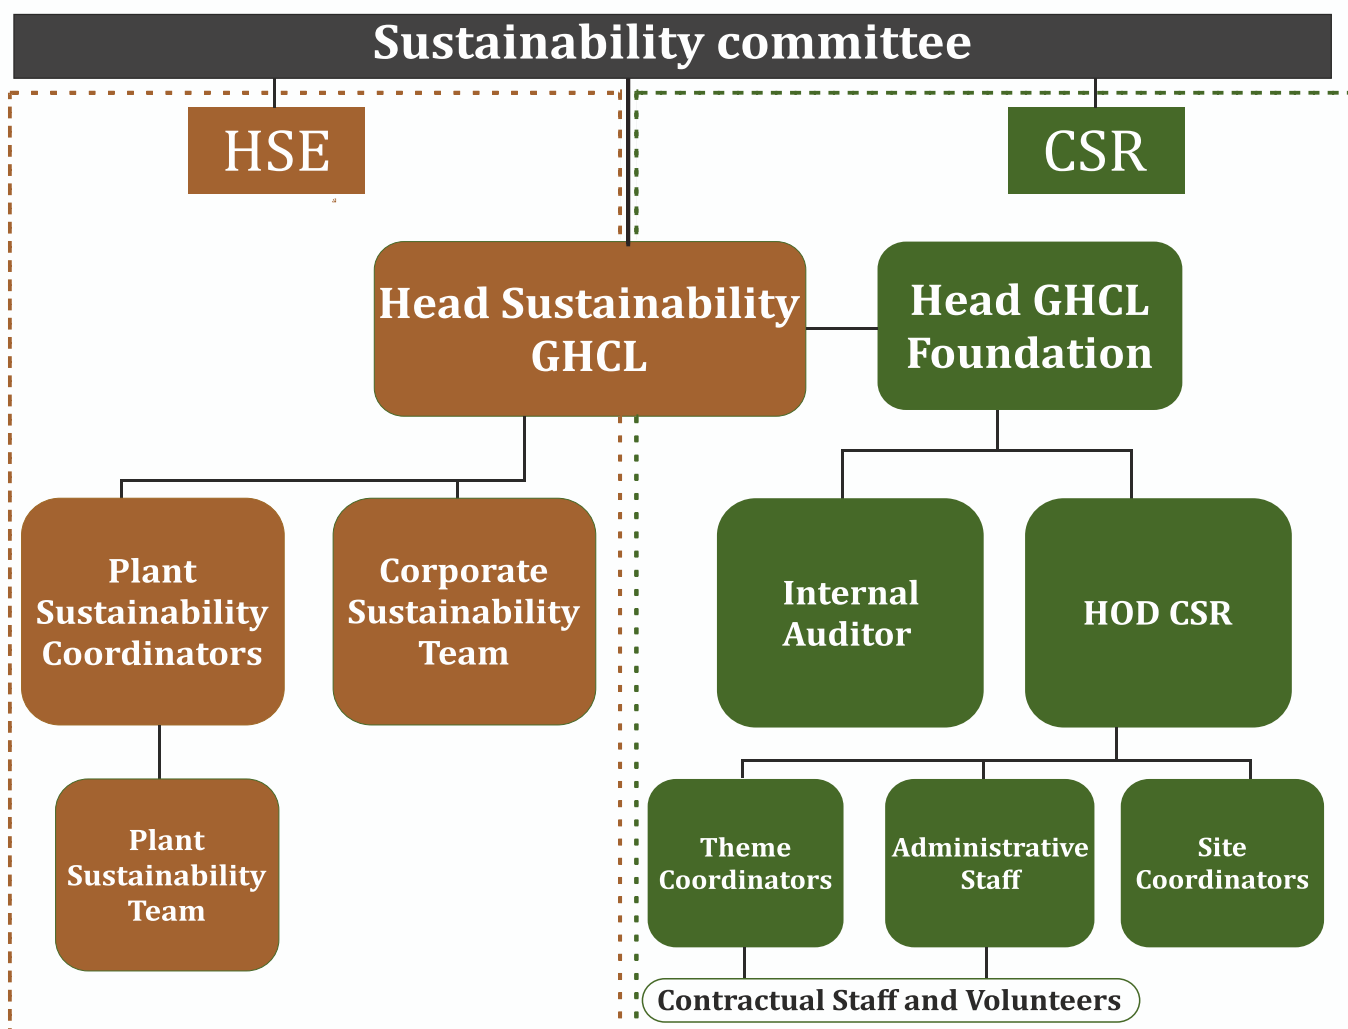 Sustainability committee
HSE
CSR
Head Sustainability
GHCL
Head GHCL
Foundation
Plant
Sustainability
Coordinators
Corporate
Sustainability
Team
Internal
Auditor
HOD CSR
Plant
Sustainability
Team
Theme
Coordinators
Administrative
Staff
Site
Coordinators
Contractual Staff and Volunteers